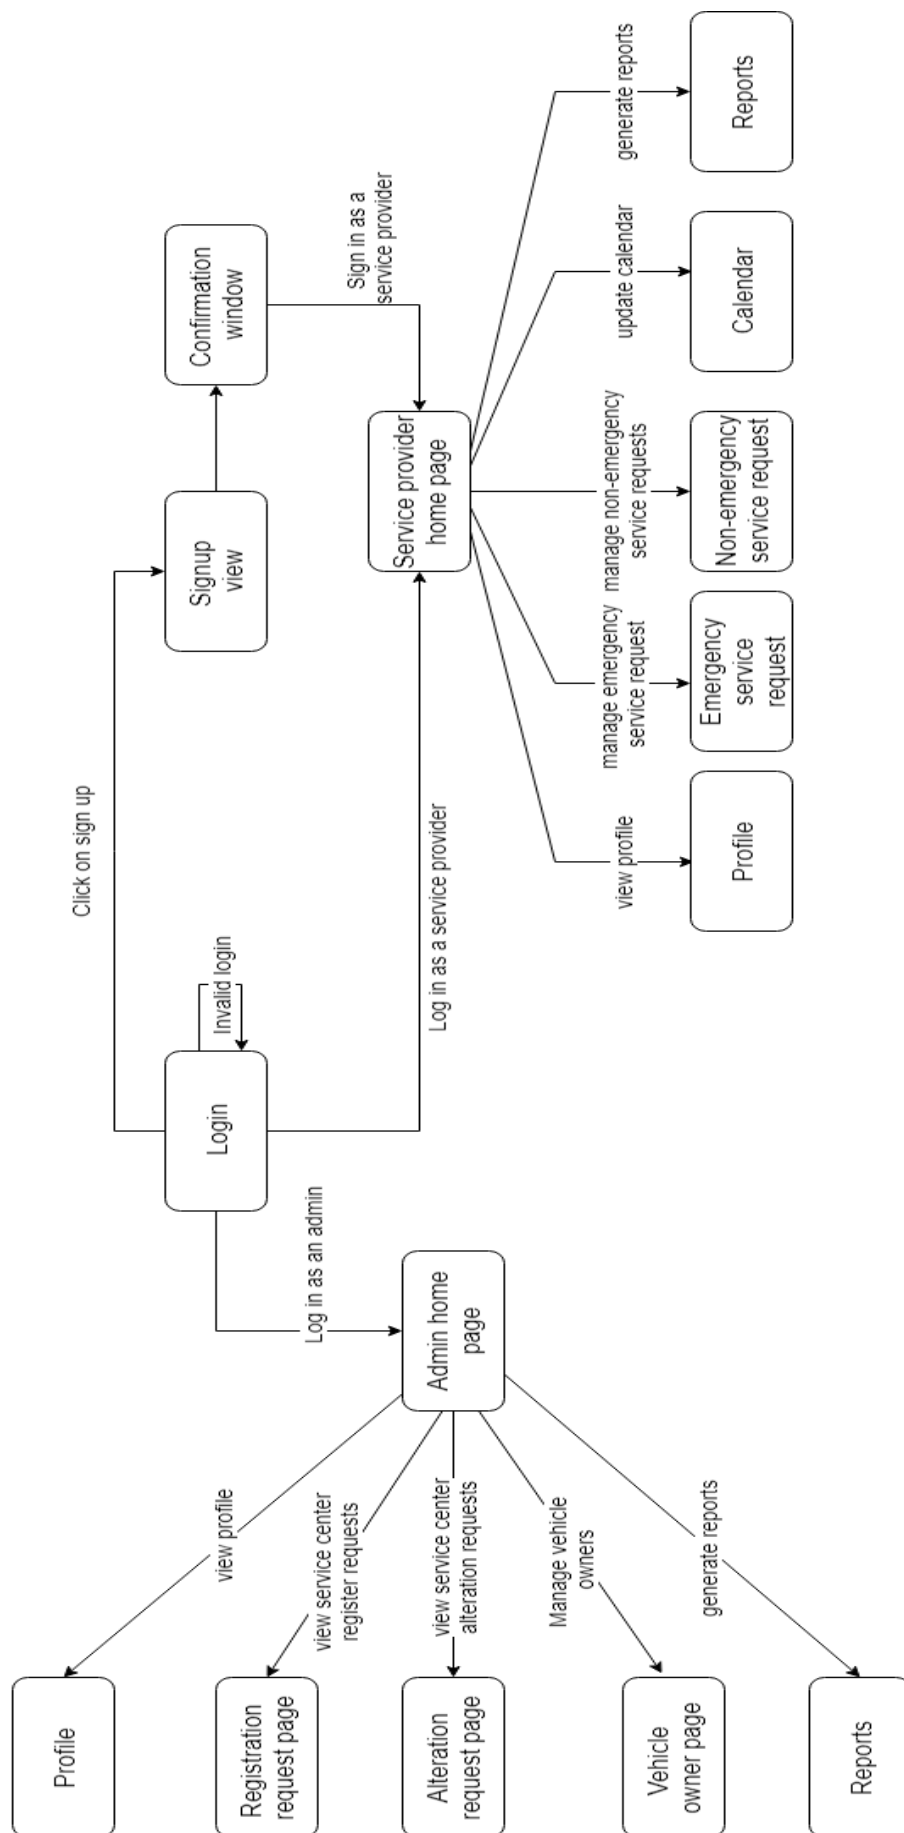 Click on sign up
Login
Invalid login
Signup
view
Confirmation
window
Sign in as a
service provider
Log in as an admin
Log in as a service provider
Admin home
page
Service provider
home page
view profile
view service center
register requests
view service center
alteration requests
Manage vehicle
owners
generate reports
Profile
Registration
request page
Alteration
request page
Vehicle
owner page
Reports
view profile
manage emergency
service request
manage non-emergency
service requests
update calendar
generate reports
Profile
Emergency
service
request
Non-emergency
service request
Calendar
Reports